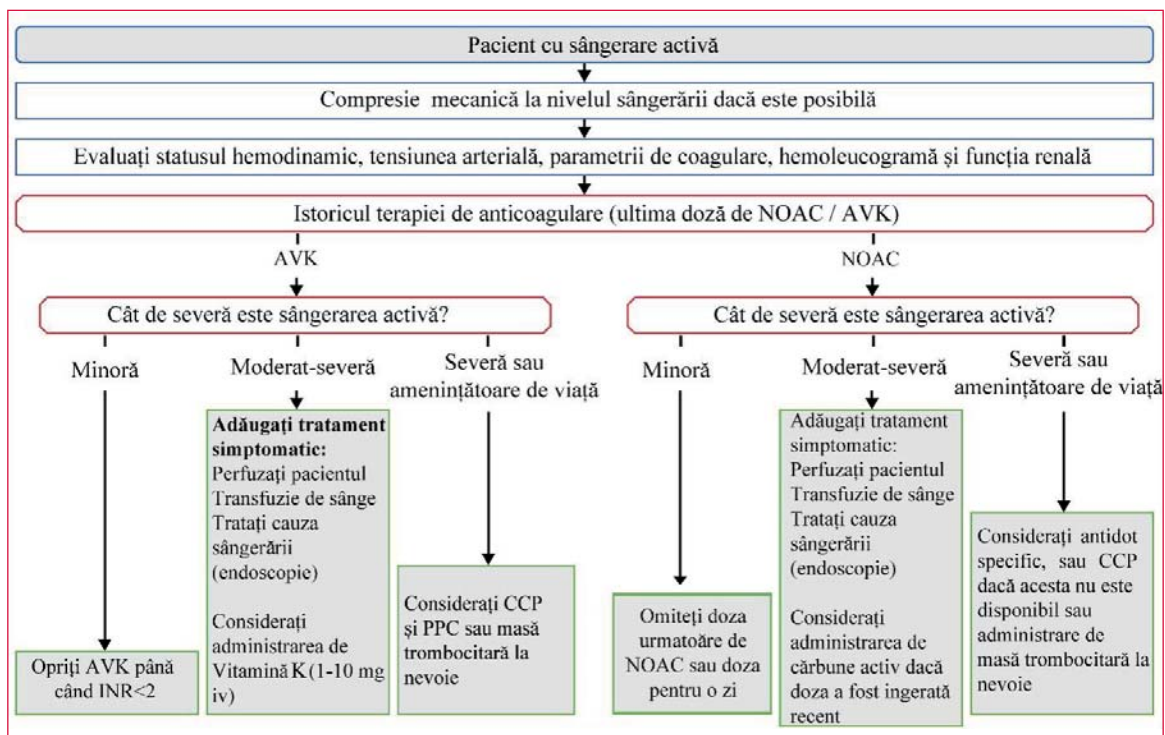 Pacient cu sângerare activă
Compresie mecanică la nivelul sângerării dacă este posibilă
Evaluați statusul hemodinamic, tensiunea arterială, parametrii de coagulare, hemoleucogramă și funcția renală
Istoricul terapiei de anticoagulare (ultima doză de NOAC / AVK)
AVK
Cât de severă este sângerarea activă?
Minoră
Opriți AVK până
când INR<2
Moderat-severă
Adăugați tratament
simptomatic:
Perfuzați pacientul
Transfuzie de sânge
Tratați cauza
sângerării
(endoscopie)
Considerați
administrarea de
Vitamină K (1-10 mg
iv)
Severă sau
amenințătoare de viață
Considerați CCP
și PPC sau masă
trombocitară la
nevoie
NOAC
Cât de severă este sângerarea activă?
Minoră
Omiteți doza
urmatoăre de
NOAC sau doza
pentru o zi
Moderat-severă
Adăugați tratament
simptomatic:
Perfuzați pacientul
Transfuzie de sânge
Tratați cauza
sângerării
(endoscopie)
Considerați
administrarea de
cărbune activ dacă
doza a fost ingerată
recent
Severă sau
amenințătoare de viață
Considerați antidot
specific, sau CCP
dacă acesta nu este
disponibil sau
administrare de
masă trombocitară la
nevoie